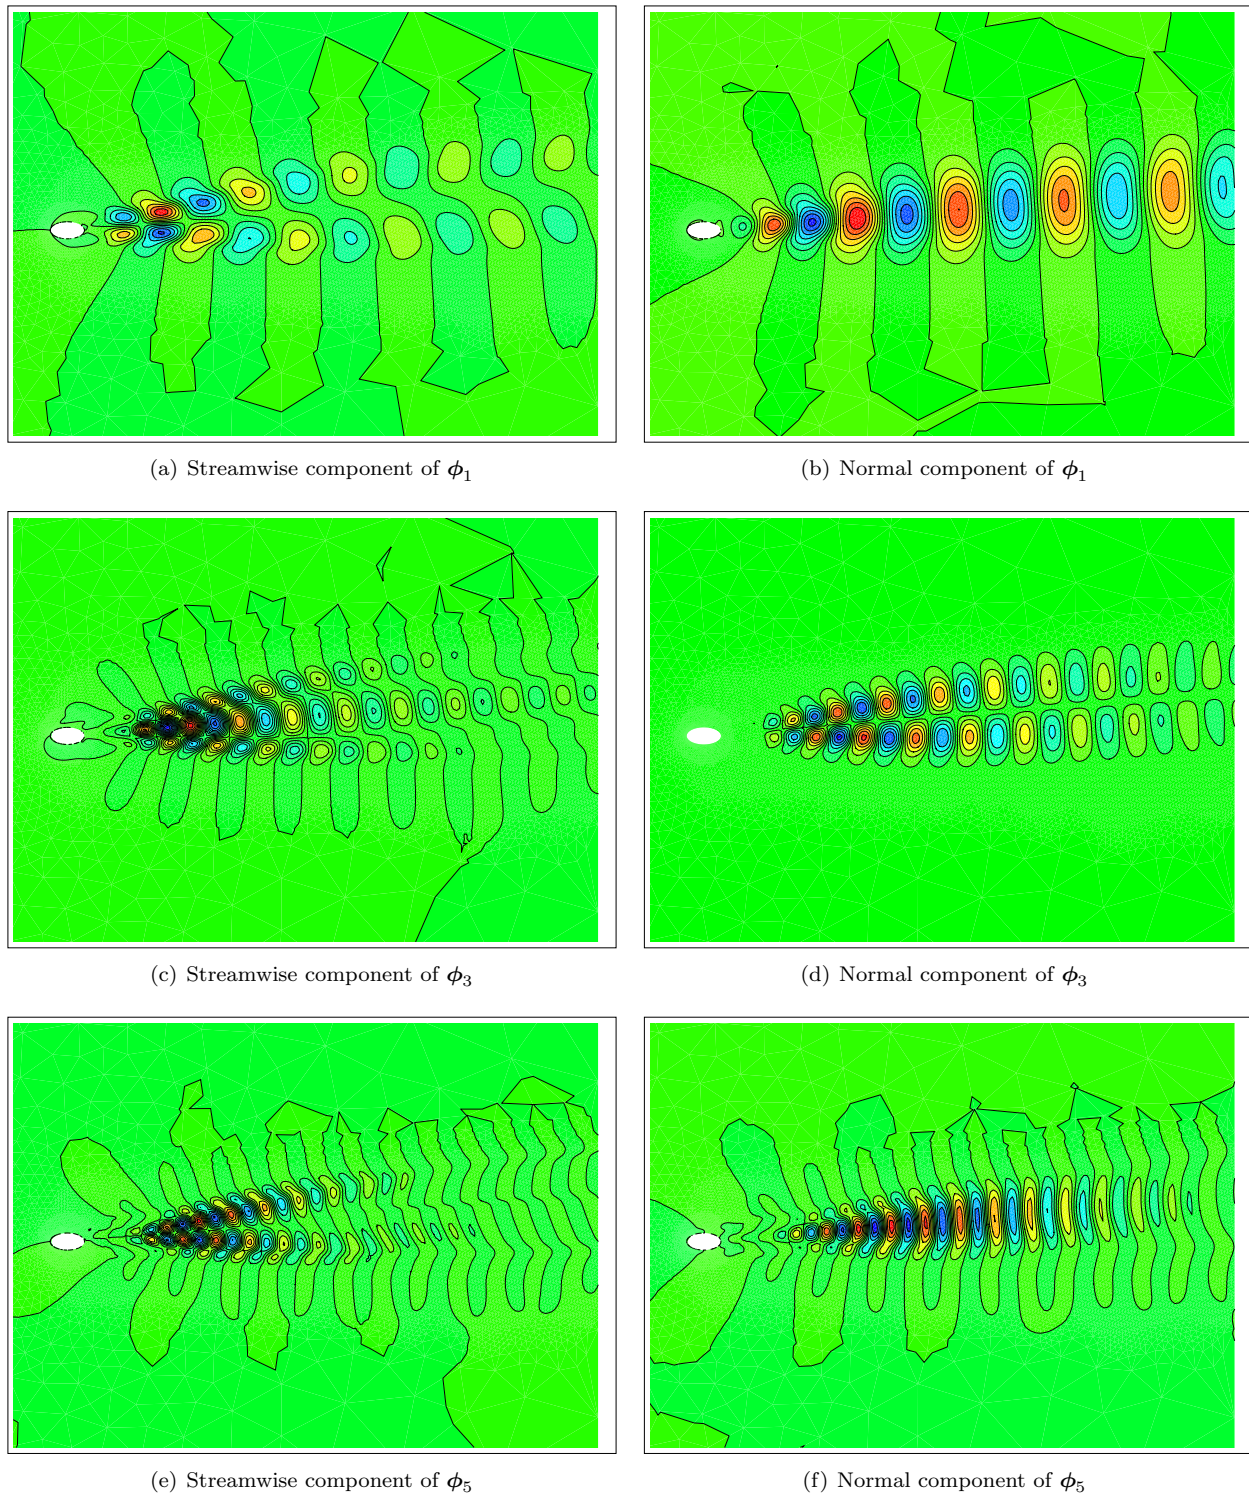 (a) Streamwise component of ϕ₁
(b) Normal component of ϕ₁
(c) Streamwise component of ϕ₃
(d) Normal component of ϕ₃
(e) Streamwise component of ϕ₅
(f) Normal component of ϕ₅